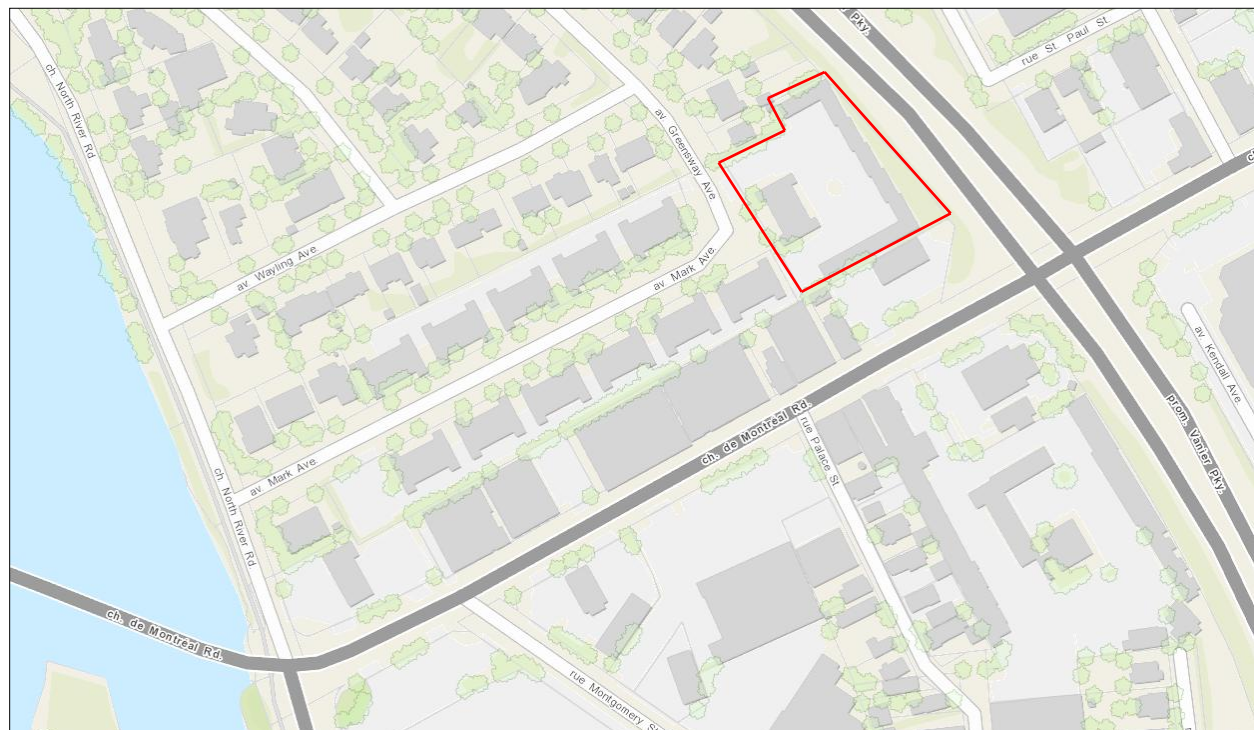 Pky.
rue St. Paul St
ch. North River Rd
av. Greensway Ave
av Wayling Ave.
av Mark Ave.
av Kendall Ave.
ch. de Montréal Rd.
prom. Vanier Pky.
rue Palace St
av Mark Ave.
ch. North River Rd
ch. de Montréal Rd.
rue Montgomery St